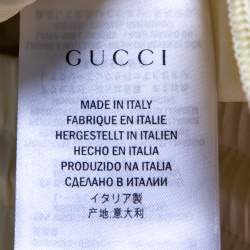 GUCCI
MADE IN ITALY
FABRIQUE EN ITALIE
HERGESTELLT IN ITALIEN
HECHO EN ITALIA
PRODUZIDO NA ITALIA
СДЕЛАНО В ИТАЛИИ
イタリア製
产地:意大利